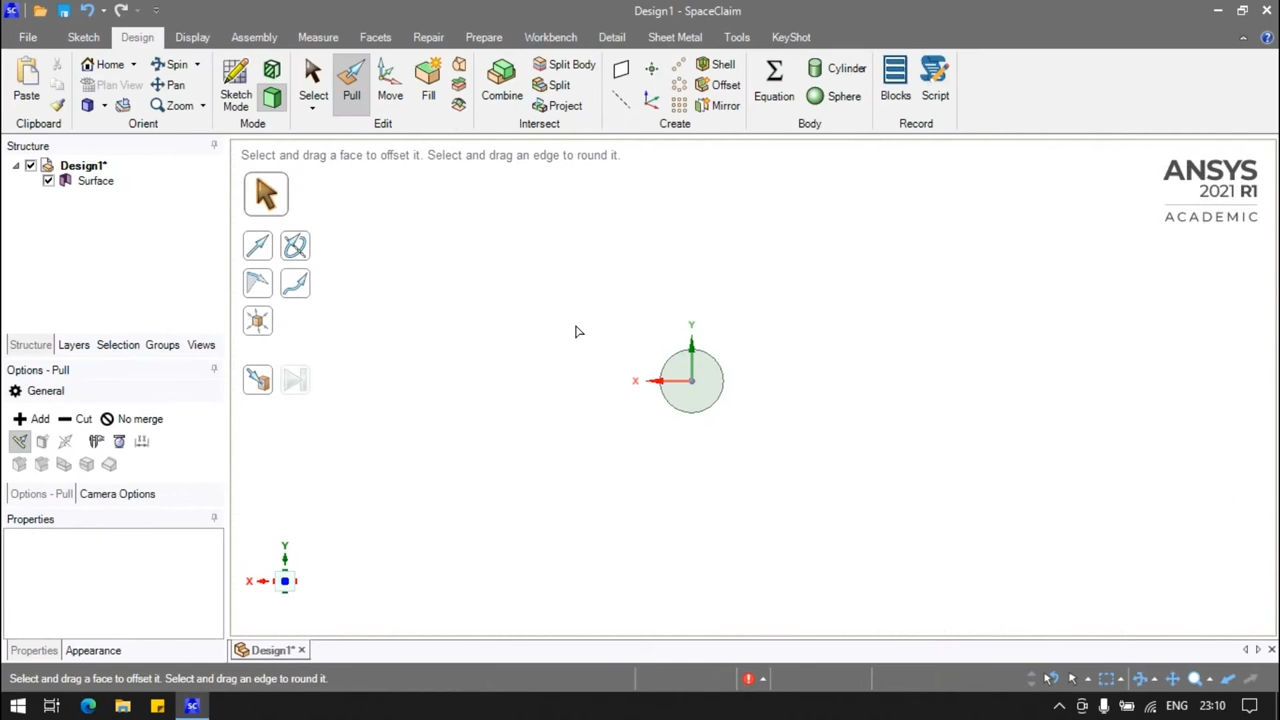 Design1 - SpaceClaim
File Sketch Design Display Assembly Measure Facets Repair Prepare Workbench Detail Sheet Metal Tools KeyShot
Paste
Clipboard
Home Spin
Plan View Pan
Zoom
Orient
Sketch Mode
Mode
Select Pull Move Fill
Edit
Combine
Split Body
Split
Project
Intersect
Shell
Offset
Mirror
Create
Equation
Cylinder
Sphere
Body
Blocks Script
Record
Structure
Design1*
Surface
Structure Layers Selection Groups Views
Options - Pull
General
Add Cut No merge
Options - Pull Camera Options
Properties
Properties Appearance
Select and drag a face to offset it. Select and drag an edge to round it.
ANSYS
2021 R1
ACADEMIC
Y
X
Y
X
Design1*
Select and drag a face to offset it. Select and drag an edge to round it.
SC
ENG 23:10